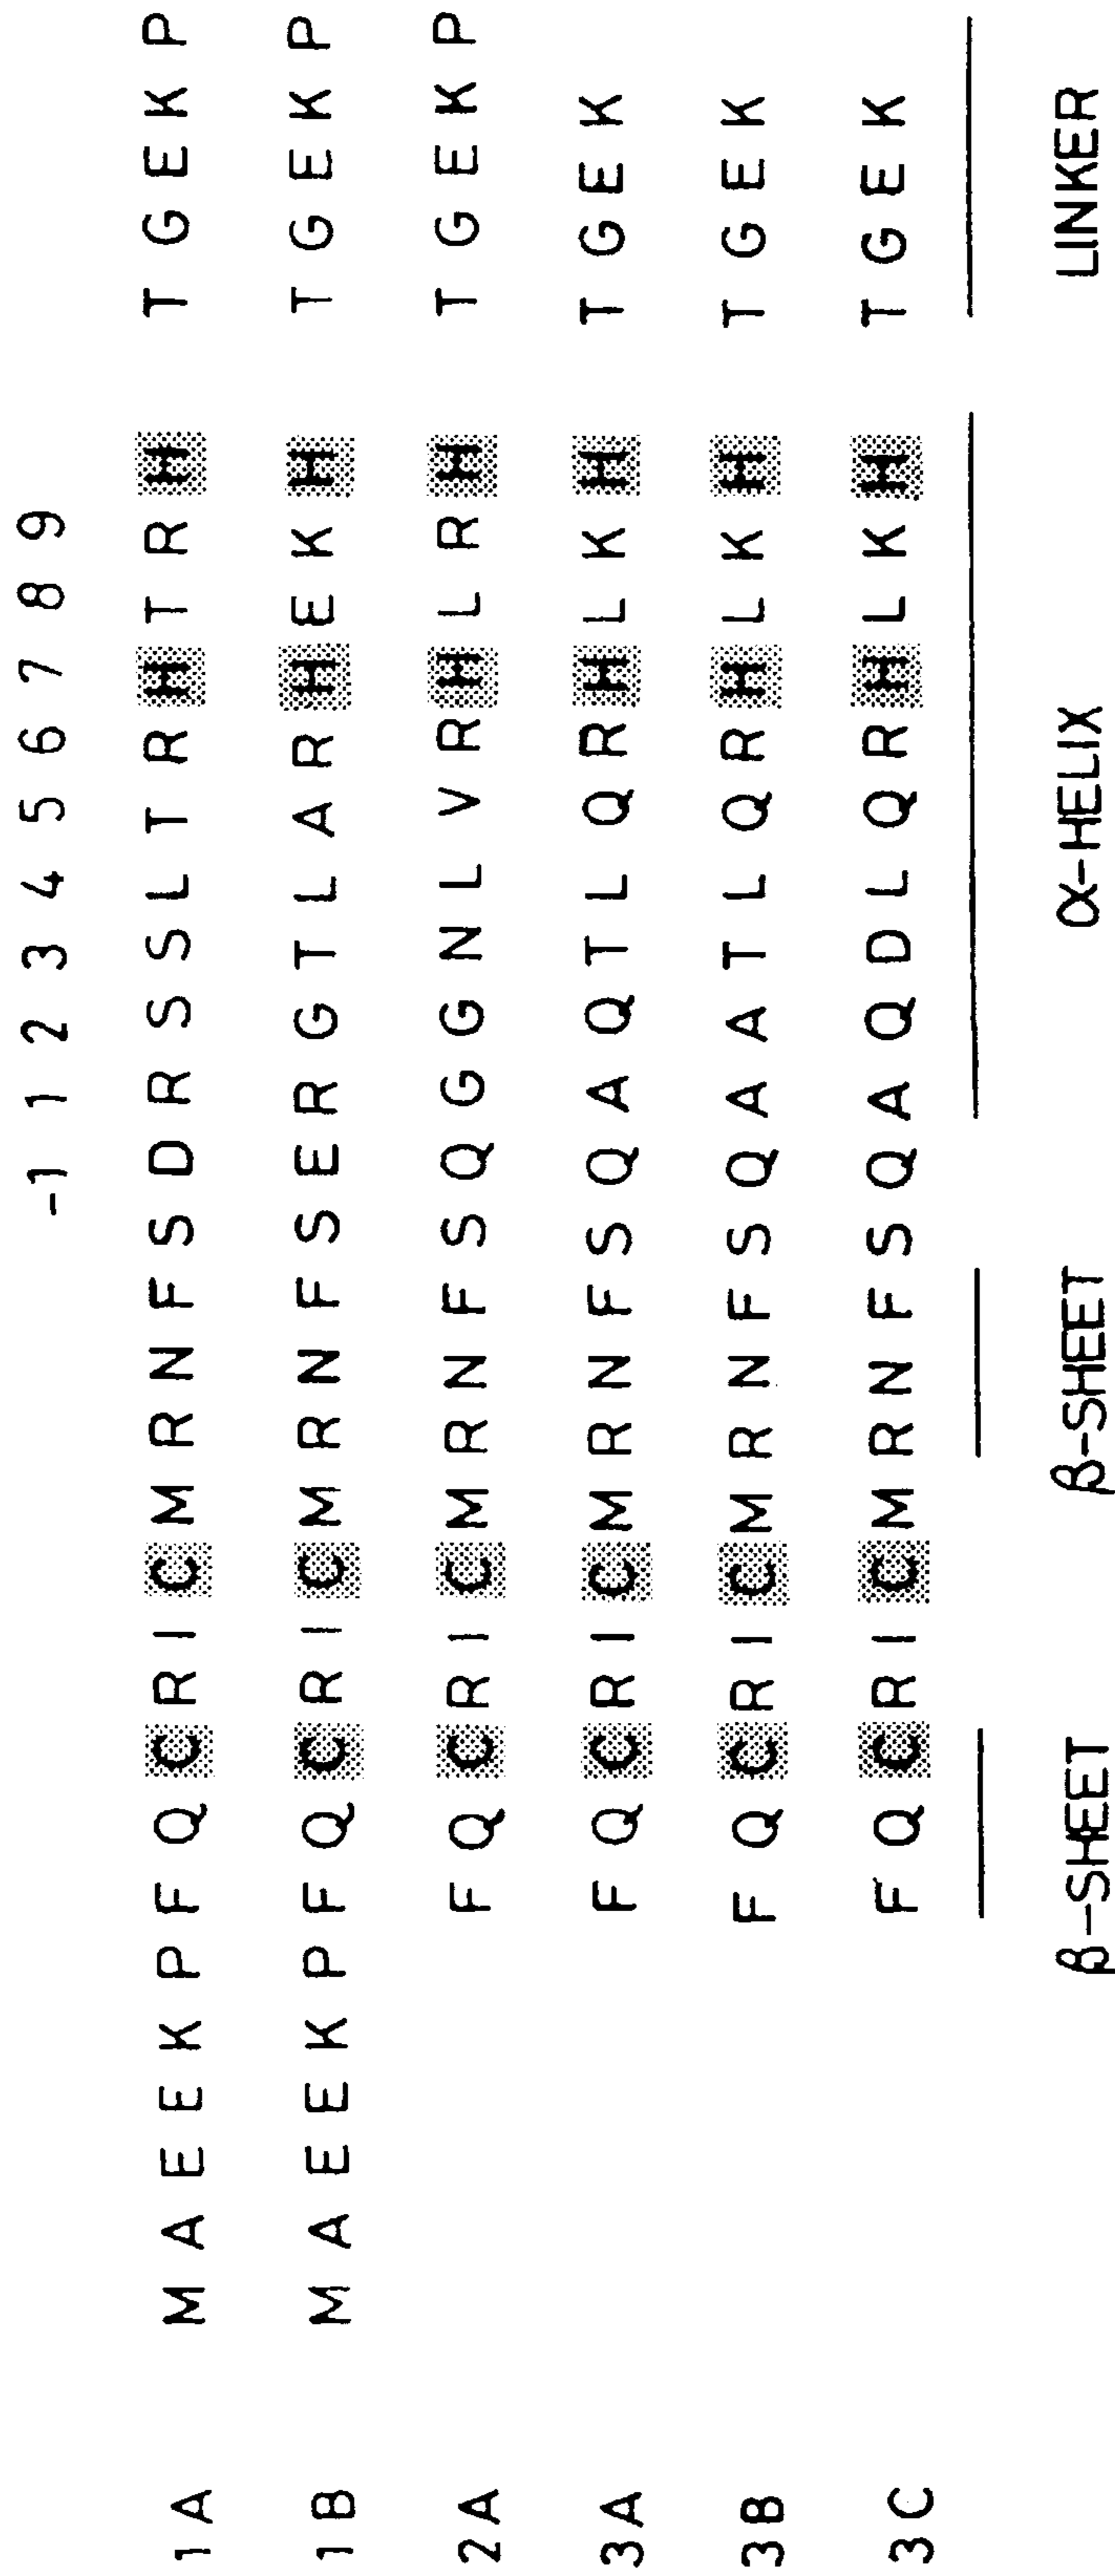 -1 1 2 3 4 5 6 7 8 9
1A M A E E K P F Q C R I C M R N F S D R S S L T R H T R H T G E K P
1B M A E E K P F Q C R I C M R N F S E R G T L A R H E K H T G E K P
2A F Q C R I C M R N F S Q G G N L V R H L R H T G E K P
3A F Q C R I C M R N F S Q A Q T L Q R H L K H T G E K
3B F Q C R I C M R N F S Q A A T L Q R H L K H T G E K
3C F Q C R I C M R N F S Q A Q D L Q R H L K H T G E K
β-SHEET β-SHEET α-HELIX LINKER